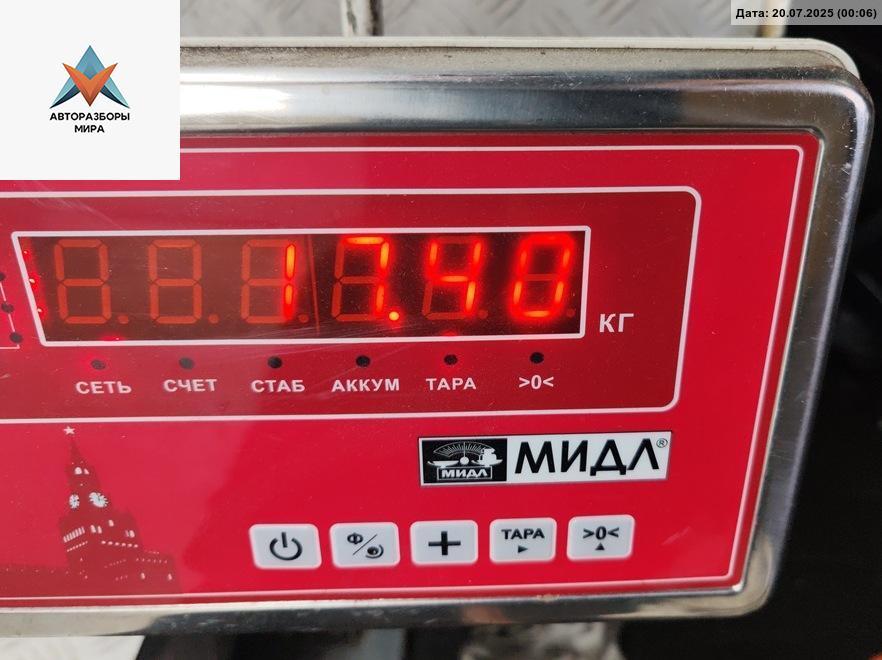 Дата: 20.07.2025 (00:06)
АВТОРАЗБОРЫ
МИРА
17.40
КГ
СЕТЬ СЧЕТ СТАБ АККУМ ТАРА >0<
МИДЛ МИДЛ®
Ф ТАРА >0<